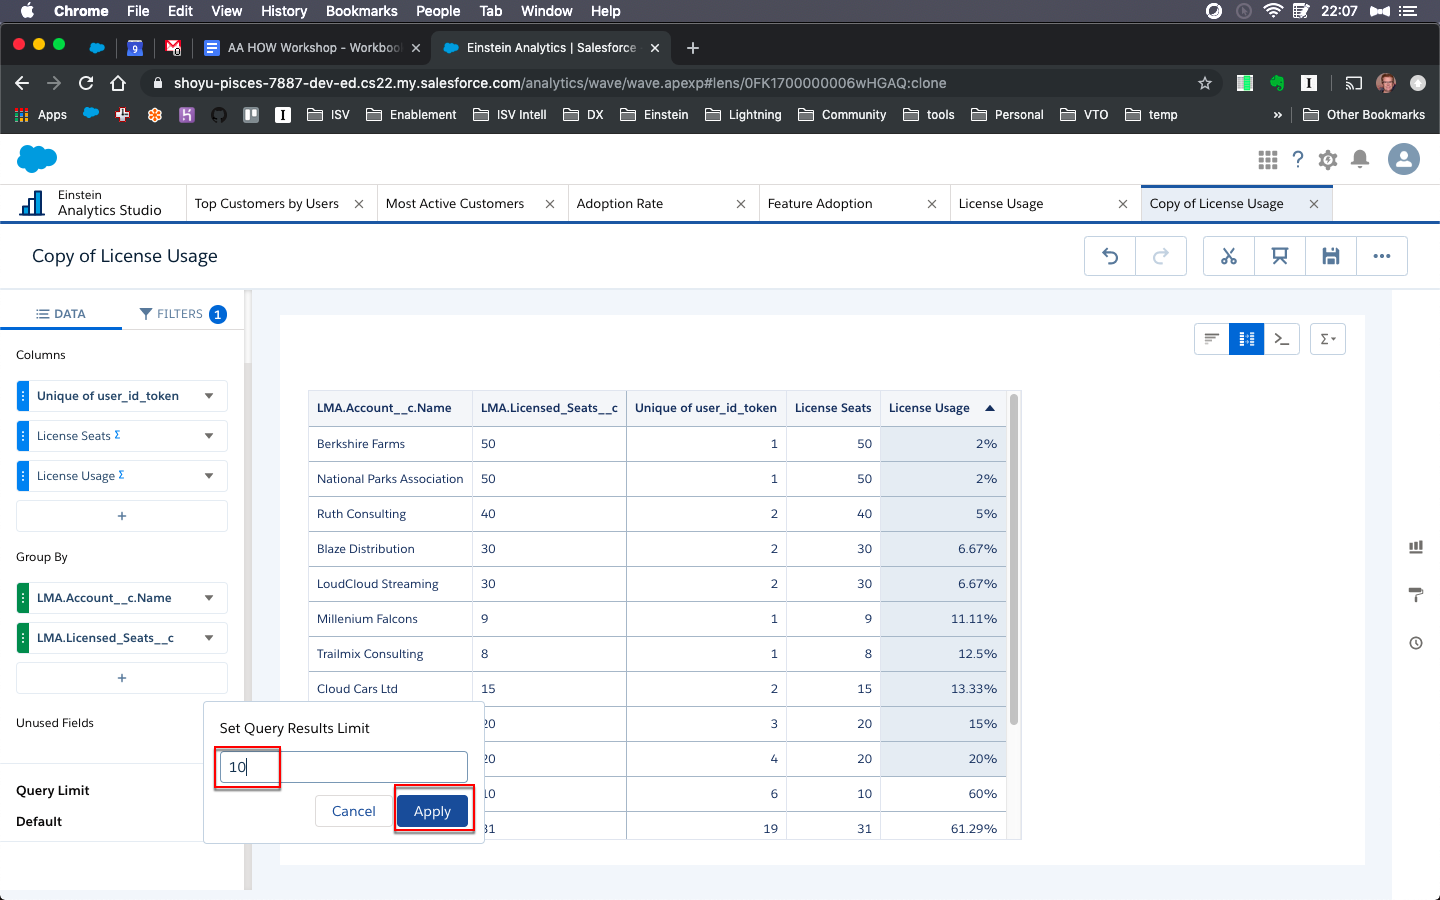 Chrome File Edit View History Bookmarks People Tab Window Help 22:07
9 0 AA HOW Workshop - Workboo Einstein Analytics | Salesforce
shoyu-pisces-7887-dev-ed.cs22.my.salesforce.com/analytics/wave/wave.apexp#lens/0FK1700000006wHGAQ:clone
Apps ISV Enablement ISV Intell DX Einstein Lightning Community tools Personal VTO temp » Other Bookmarks
Einstein
Analytics Studio
Top Customers by Users Most Active Customers Adoption Rate Feature Adoption License Usage Copy of License Usage
Copy of License Usage
DATA FILTERS 1
Columns
Unique of user_id_token
License Seats Σ
License Usage Σ
+
Group By
LMA.Account__c.Name
LMA.Licensed_Seats__c
+
Unused Fields
Query Limit
Default
Set Query Results Limit
10
Cancel Apply
Σ
LMA.Account__c.Name LMA.Licensed_Seats__c Unique of user_id_token License Seats License Usage
Berkshire Farms 50 1 50 2%
National Parks Association 50 1 50 2%
Ruth Consulting 40 2 40 5%
Blaze Distribution 30 2 30 6.67%
LoudCloud Streaming 30 2 30 6.67%
Millenium Falcons 9 1 9 11.11%
Trailmix Consulting 8 1 8 12.5%
Cloud Cars Ltd 15 2 15 13.33%
20 3 20 15%
20 4 20 20%
10 6 10 60%
31 19 31 61.29%